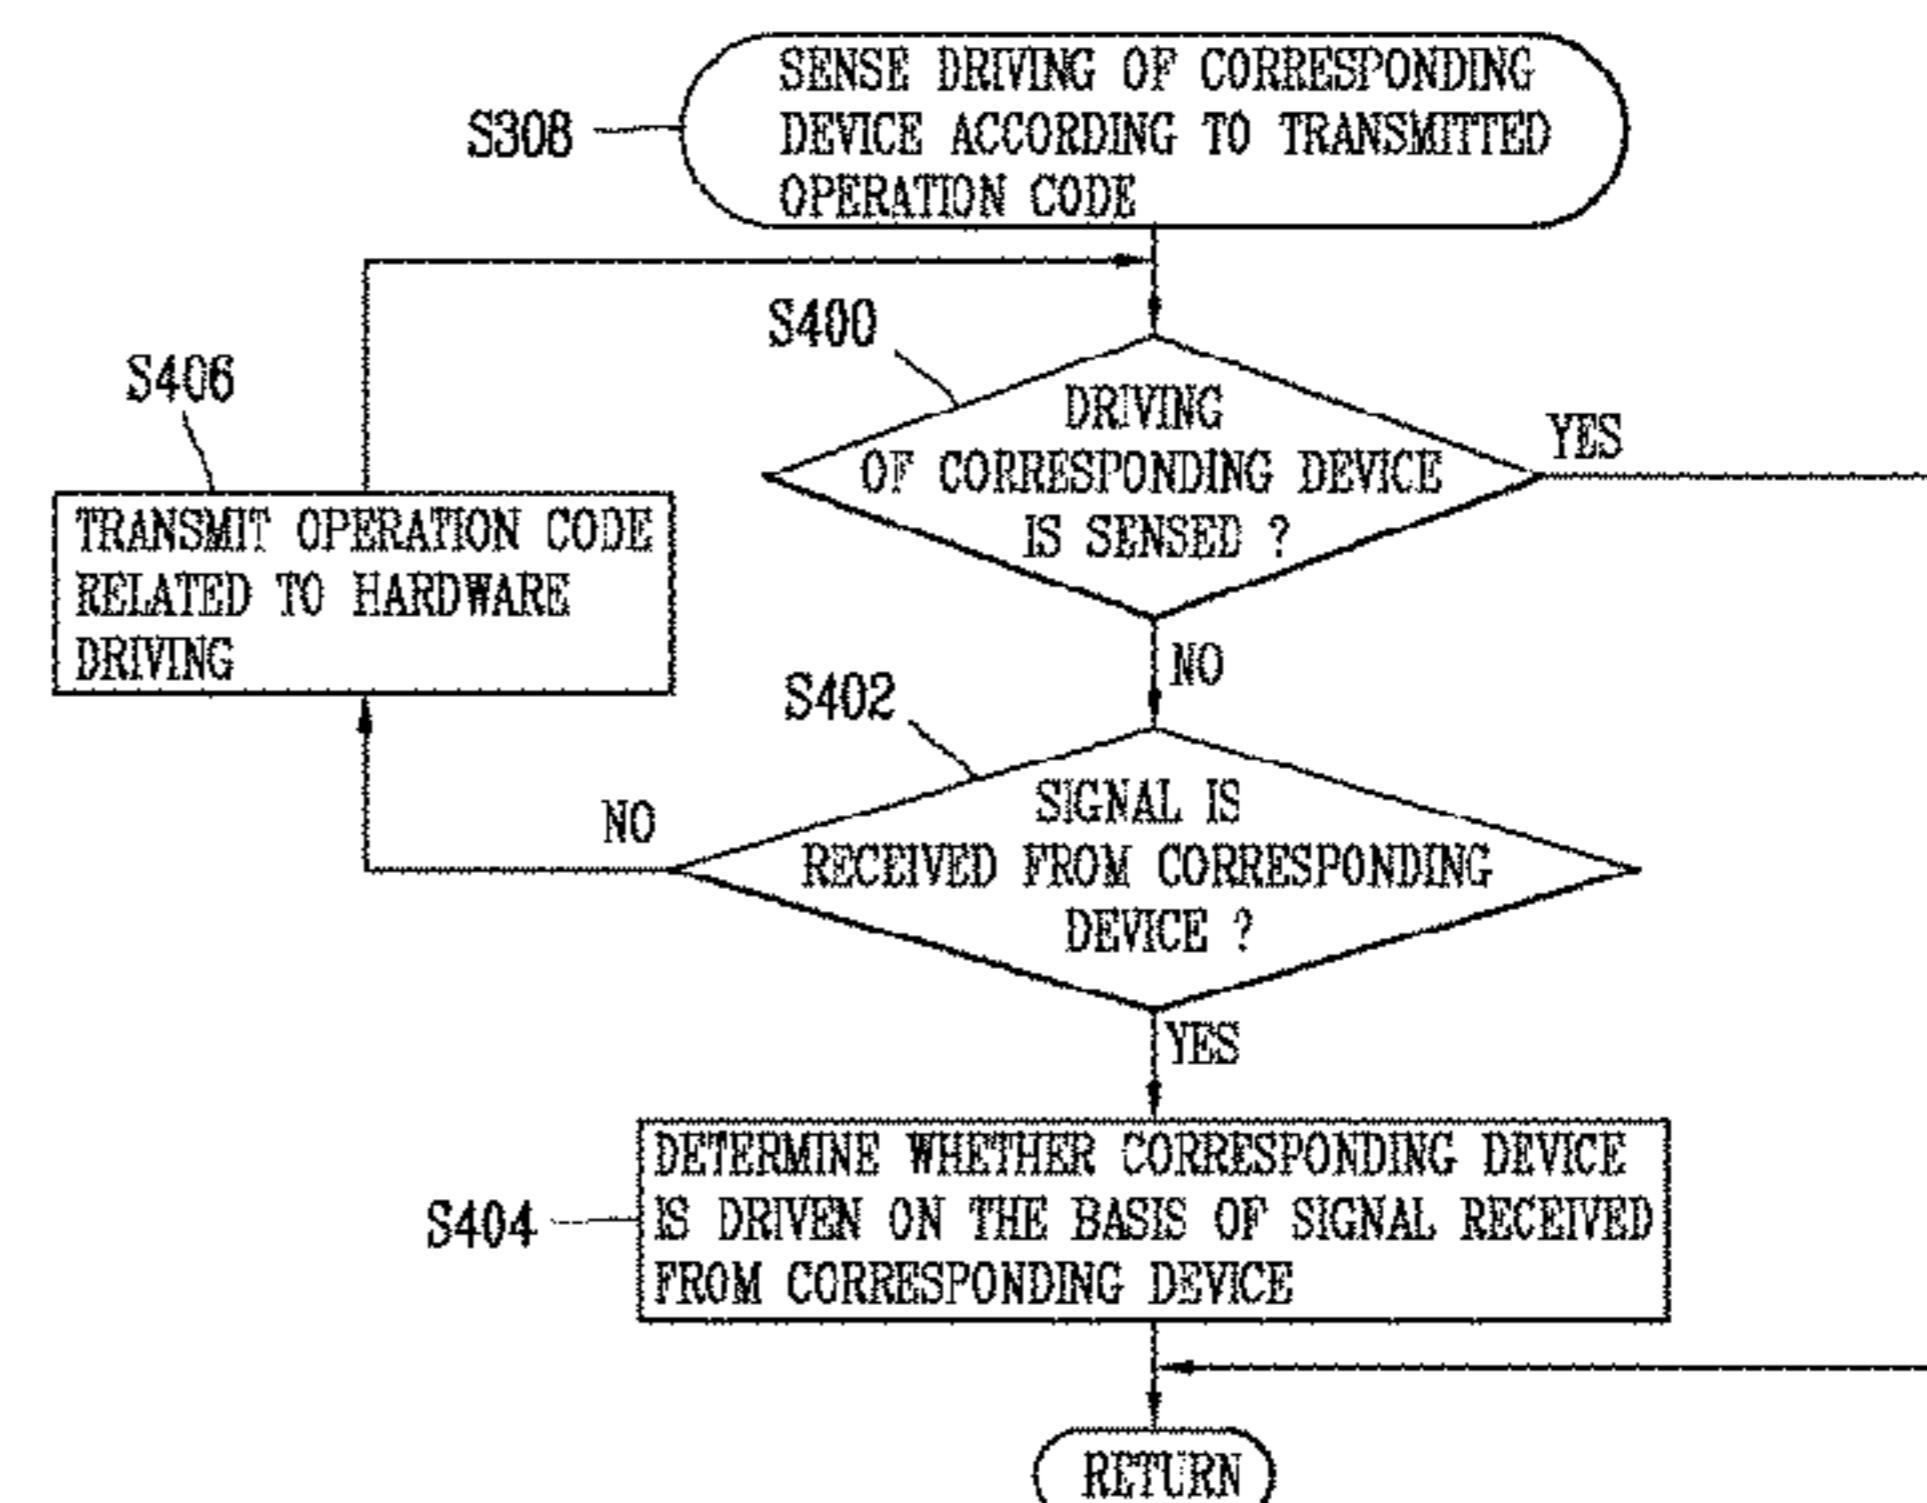 SENSE DRIVING OF CORRESPONDING
DEVICE ACCORDING TO TRANSMITTED
OPERATION CODE
S308
S400
DRIVING
OF CORRESPONDING DEVICE
IS SENSED ?
YES
NO
S406
TRANSMIT OPERATION CODE
RELATED TO HARDWARE
DRIVING
S402
SIGNAL IS
RECEIVED FROM CORRESPONDING
DEVICE ?
NO
YES
S404
DETERMINE WHETHER CORRESPONDING DEVICE
IS DRIVEN ON THE BASIS OF SIGNAL RECEIVED
FROM CORRESPONDING DEVICE
RETURN